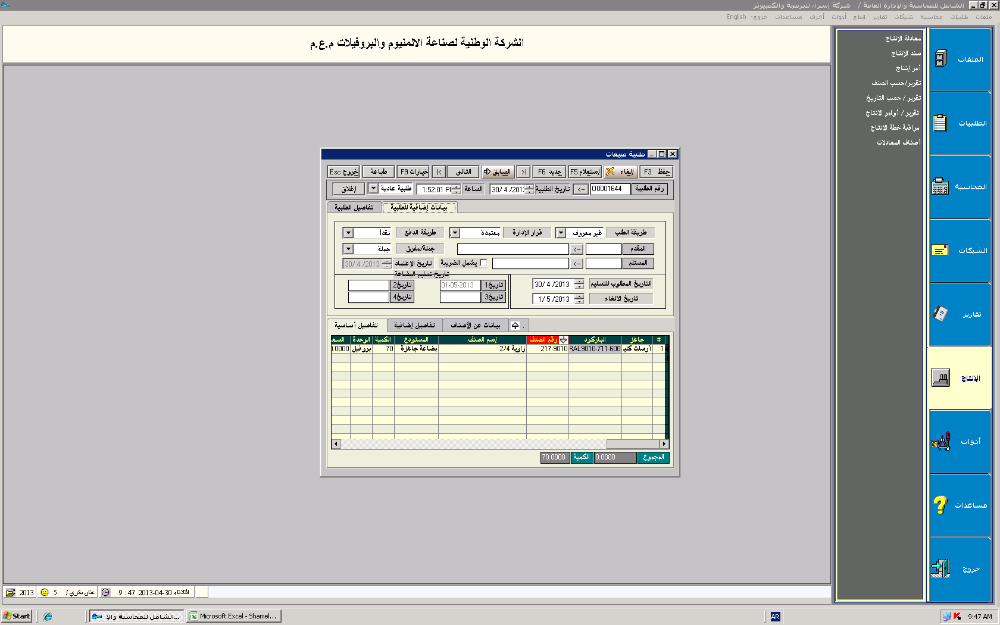 الشامل للمحاسبة والإدارة العامة / شركة إسراء للبرمجة والكمبيوتر
ملفات طلبيات محاسبة شيكات تقارير انتاج أدوات أخرى مساعدات خروج English
الشركة الوطنية لصناعة الالمنيوم والبروفيلات م.ع.م
معادلة الإنتاج
سند الإنتاج
أمر إنتاج
تقرير/حسب الصنف
تقرير / حسب التاريخ
تقرير / أوامر الانتاج
مراقبة خطة الانتاج
أصناف المعادلات
الملفات
الطلبيات
المحاسبة
الشيكات
تقارير
الإنتاج
أدوات
مساعدات
خروج
طلبية مبيعات
حفظ F3 إلغاء إستعلام F5 جديد F6 >| السابق التالي |< خيارات F9 طباعة خروج Esc
رقم الطلبية 00001644 <-- تاريخ الطلبية 30/ 4 /201 الساعة 1:52:01 P طلبية عادية إغلاق
بيانات إضافية للطلبية تفاصيل الطلبية
طريقة الطلب غير معروف قرار الإدارة معتمدة طريقة الدفع نقداً
المقدم <-- جملة/مفرق جملة
المستلم <-- يشمل الضريبة تاريخ الإعتماد 30/ 4 /2013
تاريخ تسليم البضاعة
التاريخ المطلوب للتسليم 30/ 4 /2013 تاريخ1 01-05-2013 تاريخ2
تاريخ الالغاء 1/ 5 /2013 تاريخ3 تاريخ4
. بيانات عن الأصناف تفاصيل إضافية تفاصيل أساسية
# جاهز الباركود رقم الصنف إسم الصنف المستودع الكمية الوحدة السع
1 أرسلت كلي RAL9010-711-600 217-9010 زاوية 2/4 بضاعة جاهزة 70 بروفيل 0.0000
المجموع 0.0000 الكمية 70.0000
2013 5 عنان بكري / 9 : 47 2013-04-30 الثلاثاء
Start الشامل للمحاسبة والإ... Microsoft Excel - Shamel... AR 9:47 AM